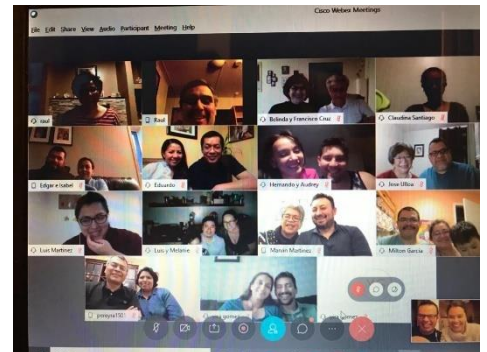 Cisco Webex Meetings
File Edit Share View Audio Participant Meeting Help
raul
Raul
Belinda y Francisco Cruz
Claudina Santiago
Edgar e Isabel
Eduardo
Hernando y Audrey
Jose Ulloa
Luis Martinez
Luis y Melanie
Marvin Martinez
Milton Garcia